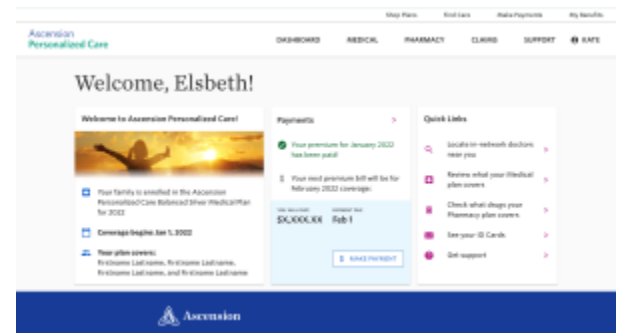 Shop Plans Find Care Make Payments My Benefits
Ascension
Personalized Care
DASHBOARD MEDICAL PHARMACY CLAIMS SUPPORT KATE
Welcome, Elsbeth!
Welcome to Ascension Personalized Care!
Your family is enrolled in the Ascension
Personalized Care Balanced Silver Medical Plan
for 2022
Coverage begins Jan 1, 2022
Your plan covers:
Firstname Lastname, Firstname Lastname,
Firstname Lastname, and Firstname Lastname
Payments
Your premium for January 2022
has been paid!
Your next premium bill will be for
February 2022 coverage.
$X,XXX.XX Feb 1
MAKE PAYMENT
Quick Links
Locate in-network doctors
near you
Review what your Medical
plan covers
Check what drugs your
Pharmacy plan covers
See your ID Cards
Get support
Ascension